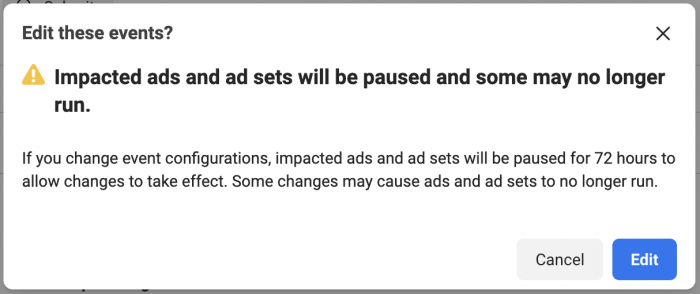 Edit these events?
Impacted ads and ad sets will be paused and some may no longer
run.
If you change event configurations, impacted ads and ad sets will be paused for 72 hours to
allow changes to take effect. Some changes may cause ads and ad sets to no longer run.
Cancel
Edit